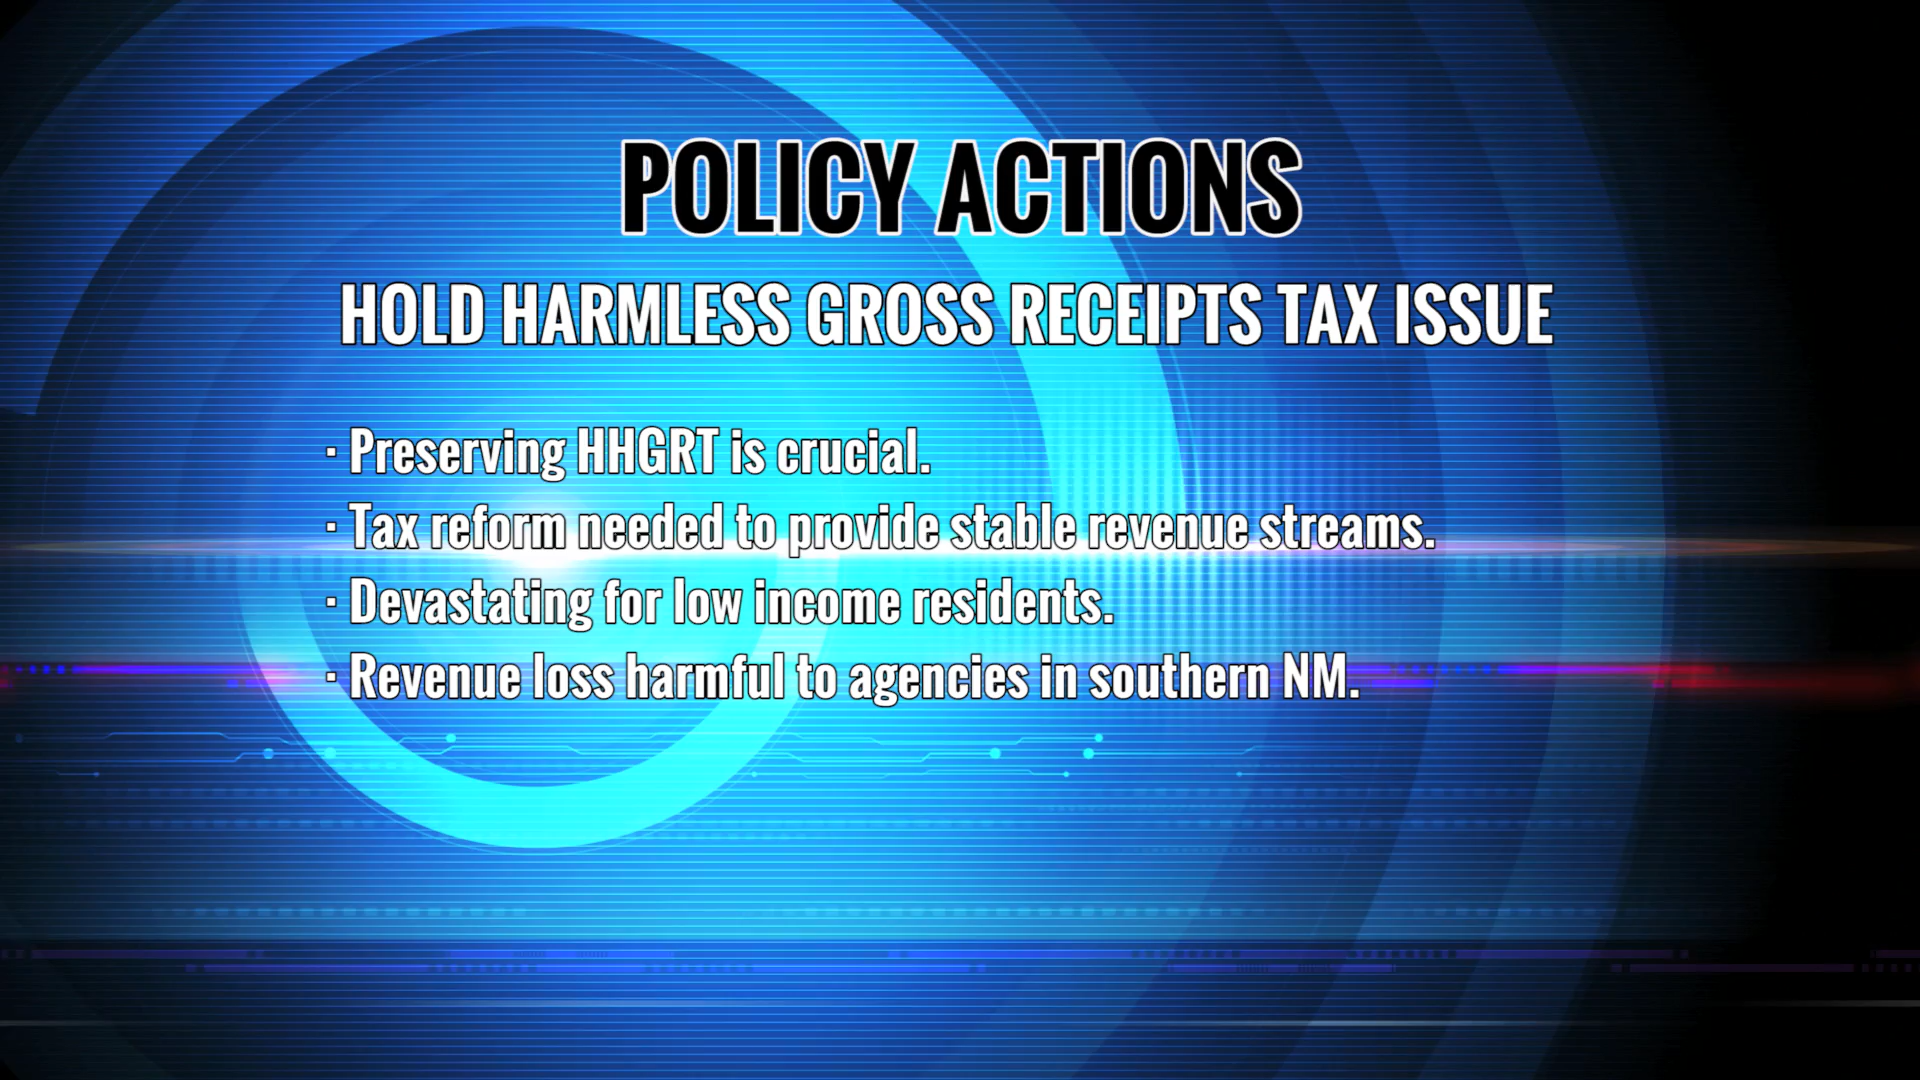 POLICY ACTIONS
HOLD HARMLESS GROSS RECEIPTS TAX ISSUE
· Preserving HHGRT is crucial.
· Tax reform needed to provide stable revenue streams.
· Devastating for low income residents.
· Revenue loss harmful to agencies in southern NM.